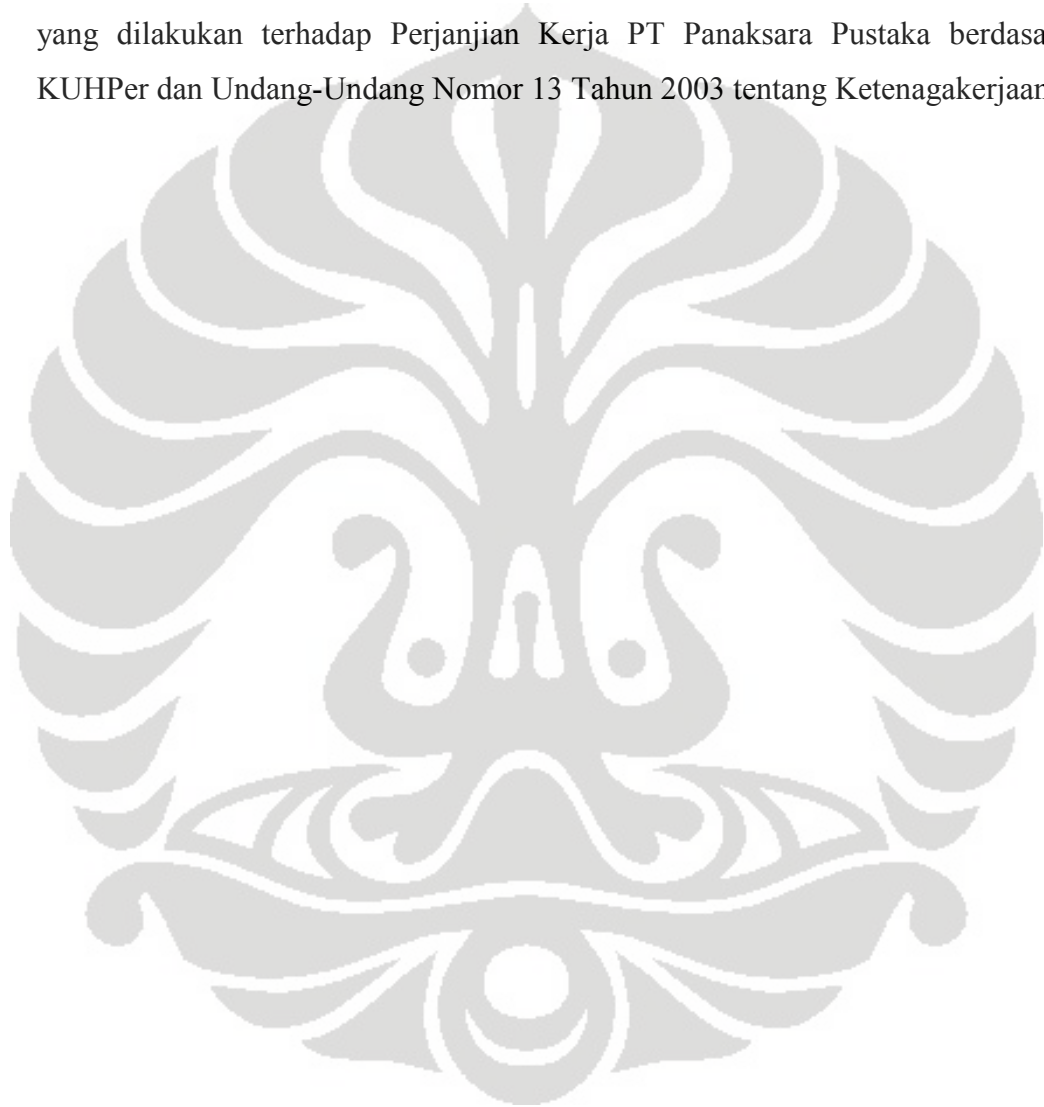 yang dilakukan terhadap Perjanjian Kerja PT Panaksara Pustaka berdasa
KUHPer dan Undang-Undang Nomor 13 Tahun 2003 tentang Ketenagakerjaan